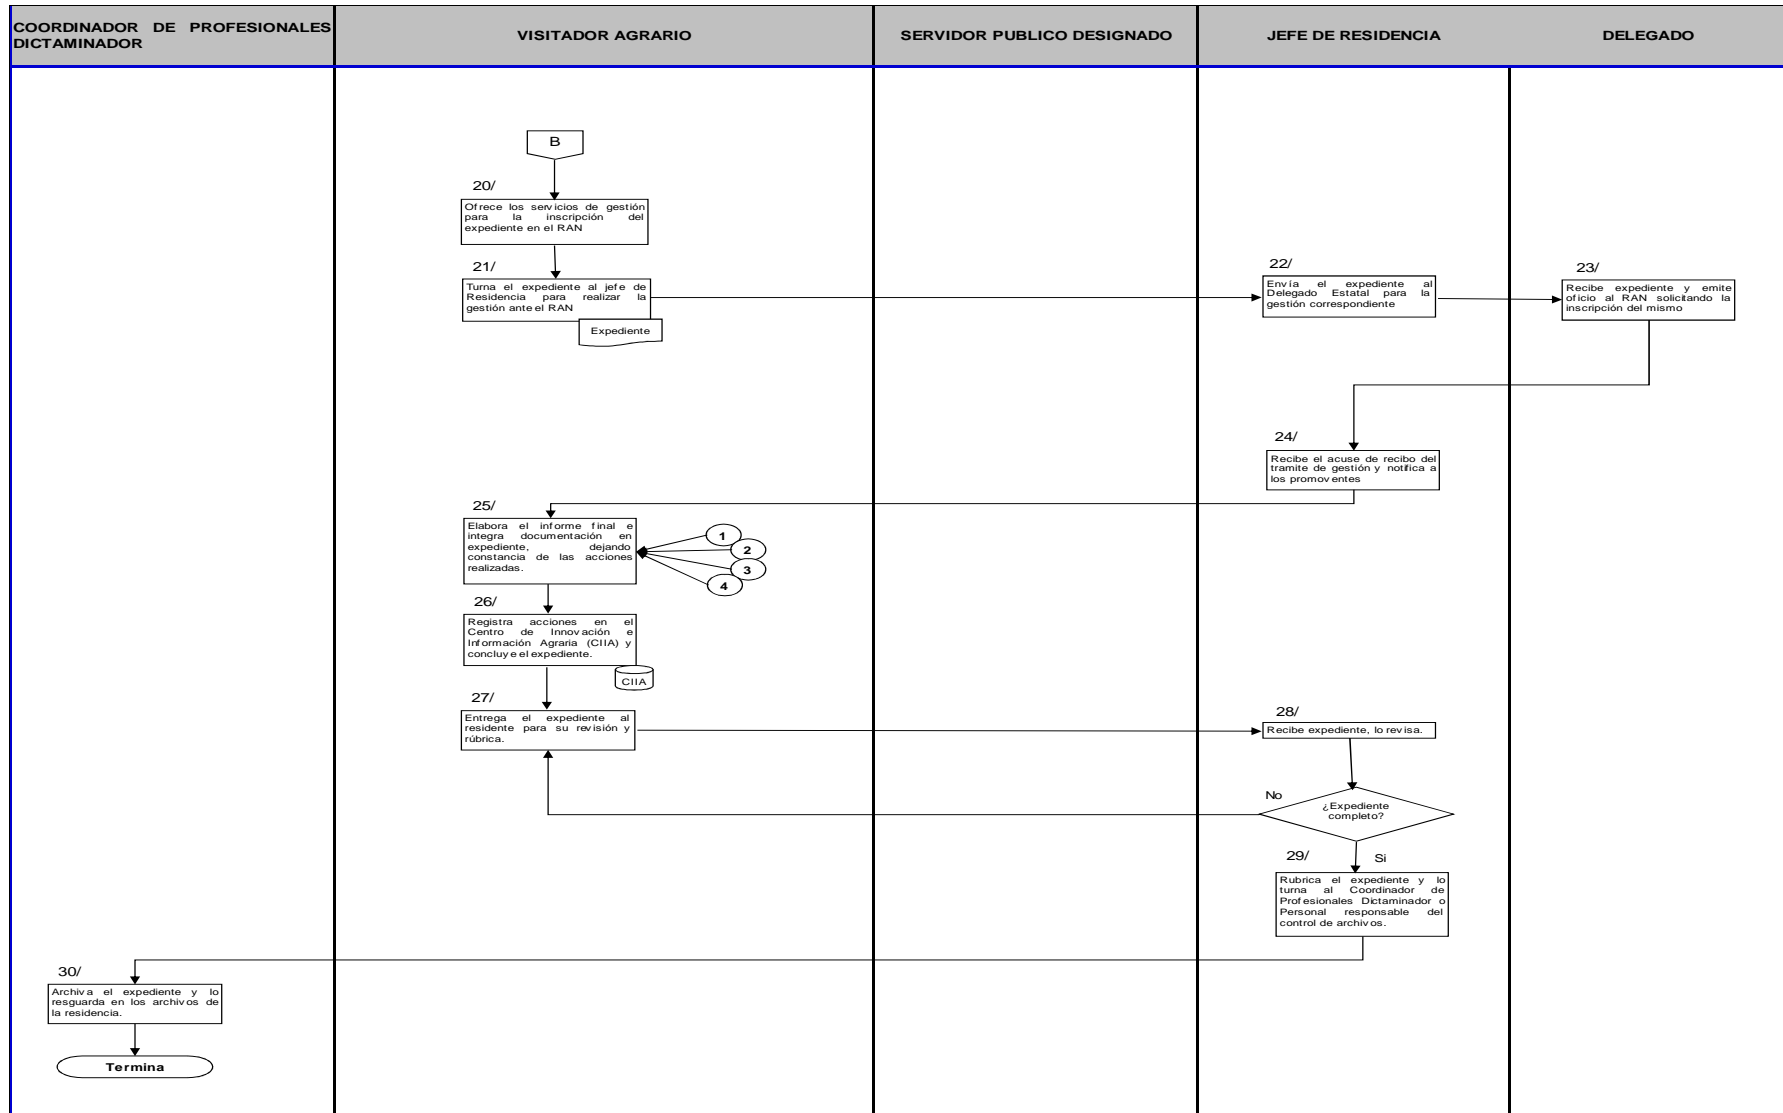 COORDINADOR DE PROFESIONALES
DICTAMINADOR
VISITADOR AGRARIO
SERVIDOR PUBLICO DESIGNADO
JEFE DE RESIDENCIA
DELEGADO
B
20/
Ofrece los servicios de gestión
para la inscripción del
expediente en el RAN
21/
Turna el expediente al jefe de
Residencia para realizar la
gestión ante el RAN
Expediente
22/
Envía el expediente al
Delegado Estatal para la
gestión correspondiente
23/
Recibe expediente y emite
oficio al RAN solicitando la
inscripción del mismo
24/
Recibe el acuse de recibo del
tramite de gestión y notifica a
los promoventes
25/
Elabora el informe final e
integra documentación en
expediente, dejando
constancia de las acciones
realizadas.
1
2
3
4
26/
Registra acciones en el
Centro de Innovación e
Información Agraria (CIIA) y
concluye el expediente.
CIIA
27/
Entrega el expediente al
residente para su revisión y
rúbrica.
28/
Recibe expediente, lo revisa.
No
¿Expediente
completo?
29/
Si
Rubrica el expediente y lo
turna al Coordinador de
Profesionales Dictaminador o
Personal responsable del
control de archivos.
30/
Archiva el expediente y lo
resguarda en los archivos de
la residencia.
Termina